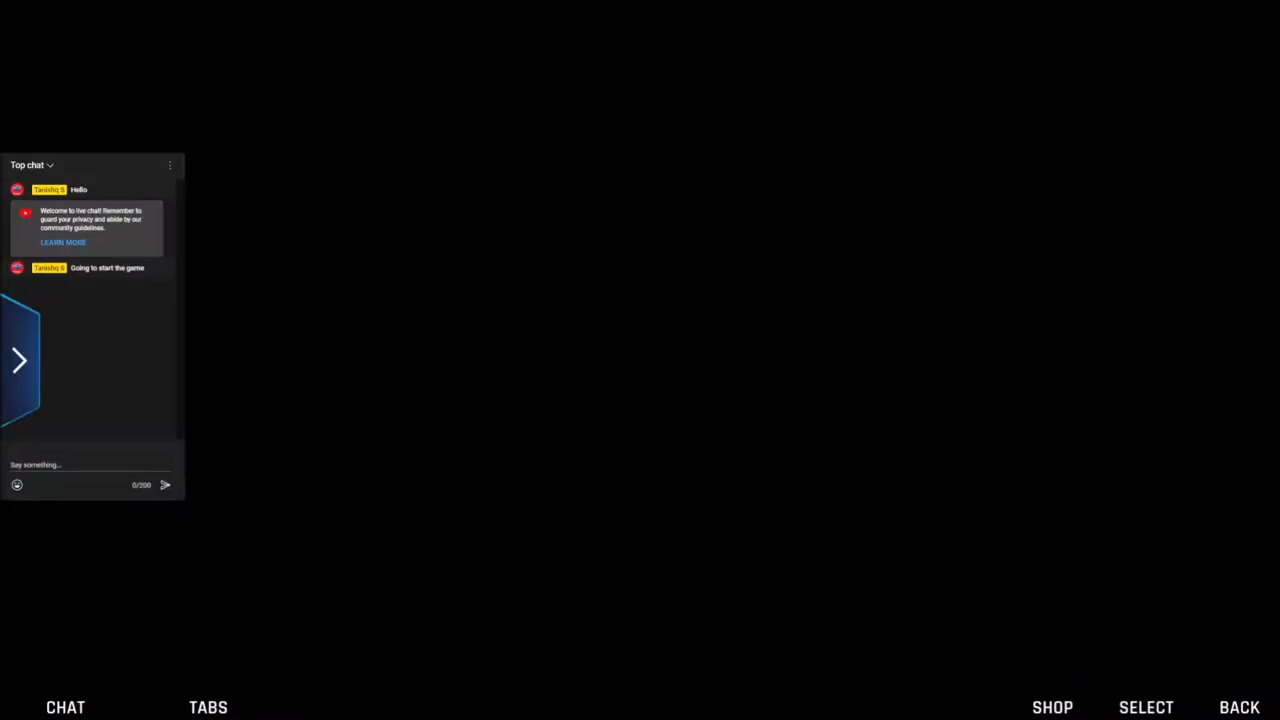 Top chat
Tanishq S Hello
Welcome to live chat! Remember to
guard your privacy and abide by our
community guidelines.
LEARN MORE
Tanishq S Going to start the game
Say something...
0/200
CHAT TABS SHOP SELECT BACK